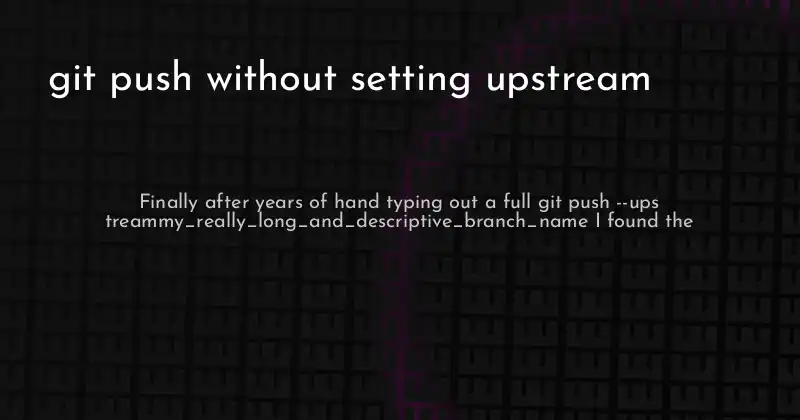 git push without setting upstream
Finally after years of hand typing out a full git push --ups
treammy_really_long_and_descriptive_branch_name I found the